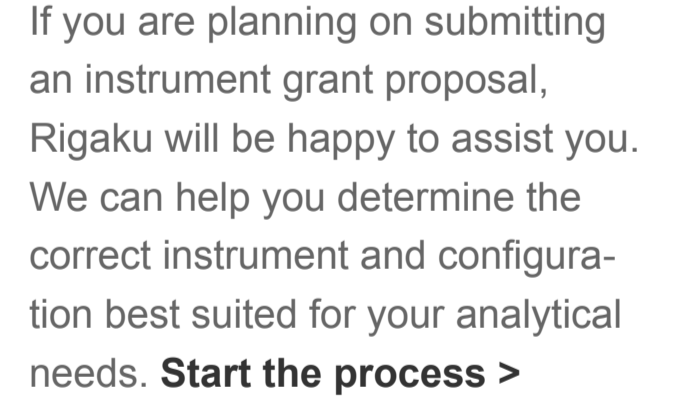 If you are planning on submitting
an instrument grant proposal,
Rigaku will be happy to assist you.
We can help you determine the
correct instrument and configura-
tion best suited for your analytical
needs. Start the process >